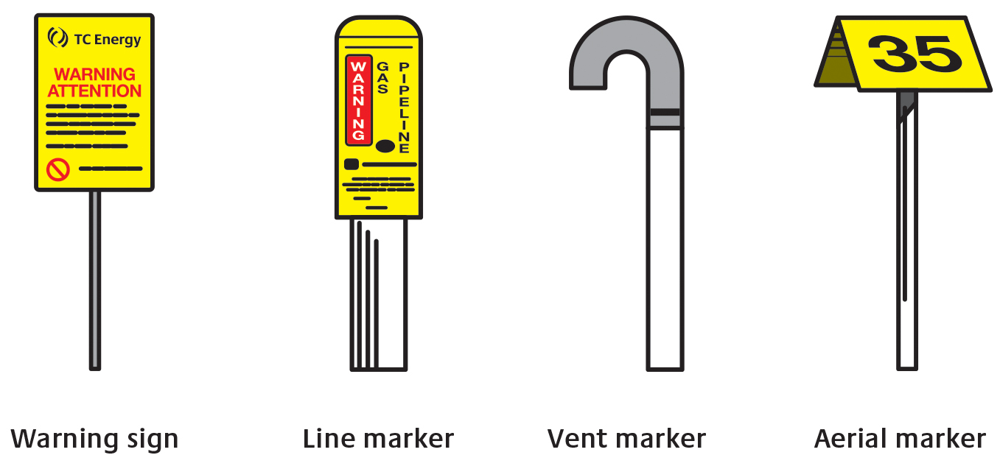 TC Energy
WARNING
ATTENTION
WARNING
GAS
PIPELINE
35
Warning sign
Line marker
Vent marker
Aerial marker